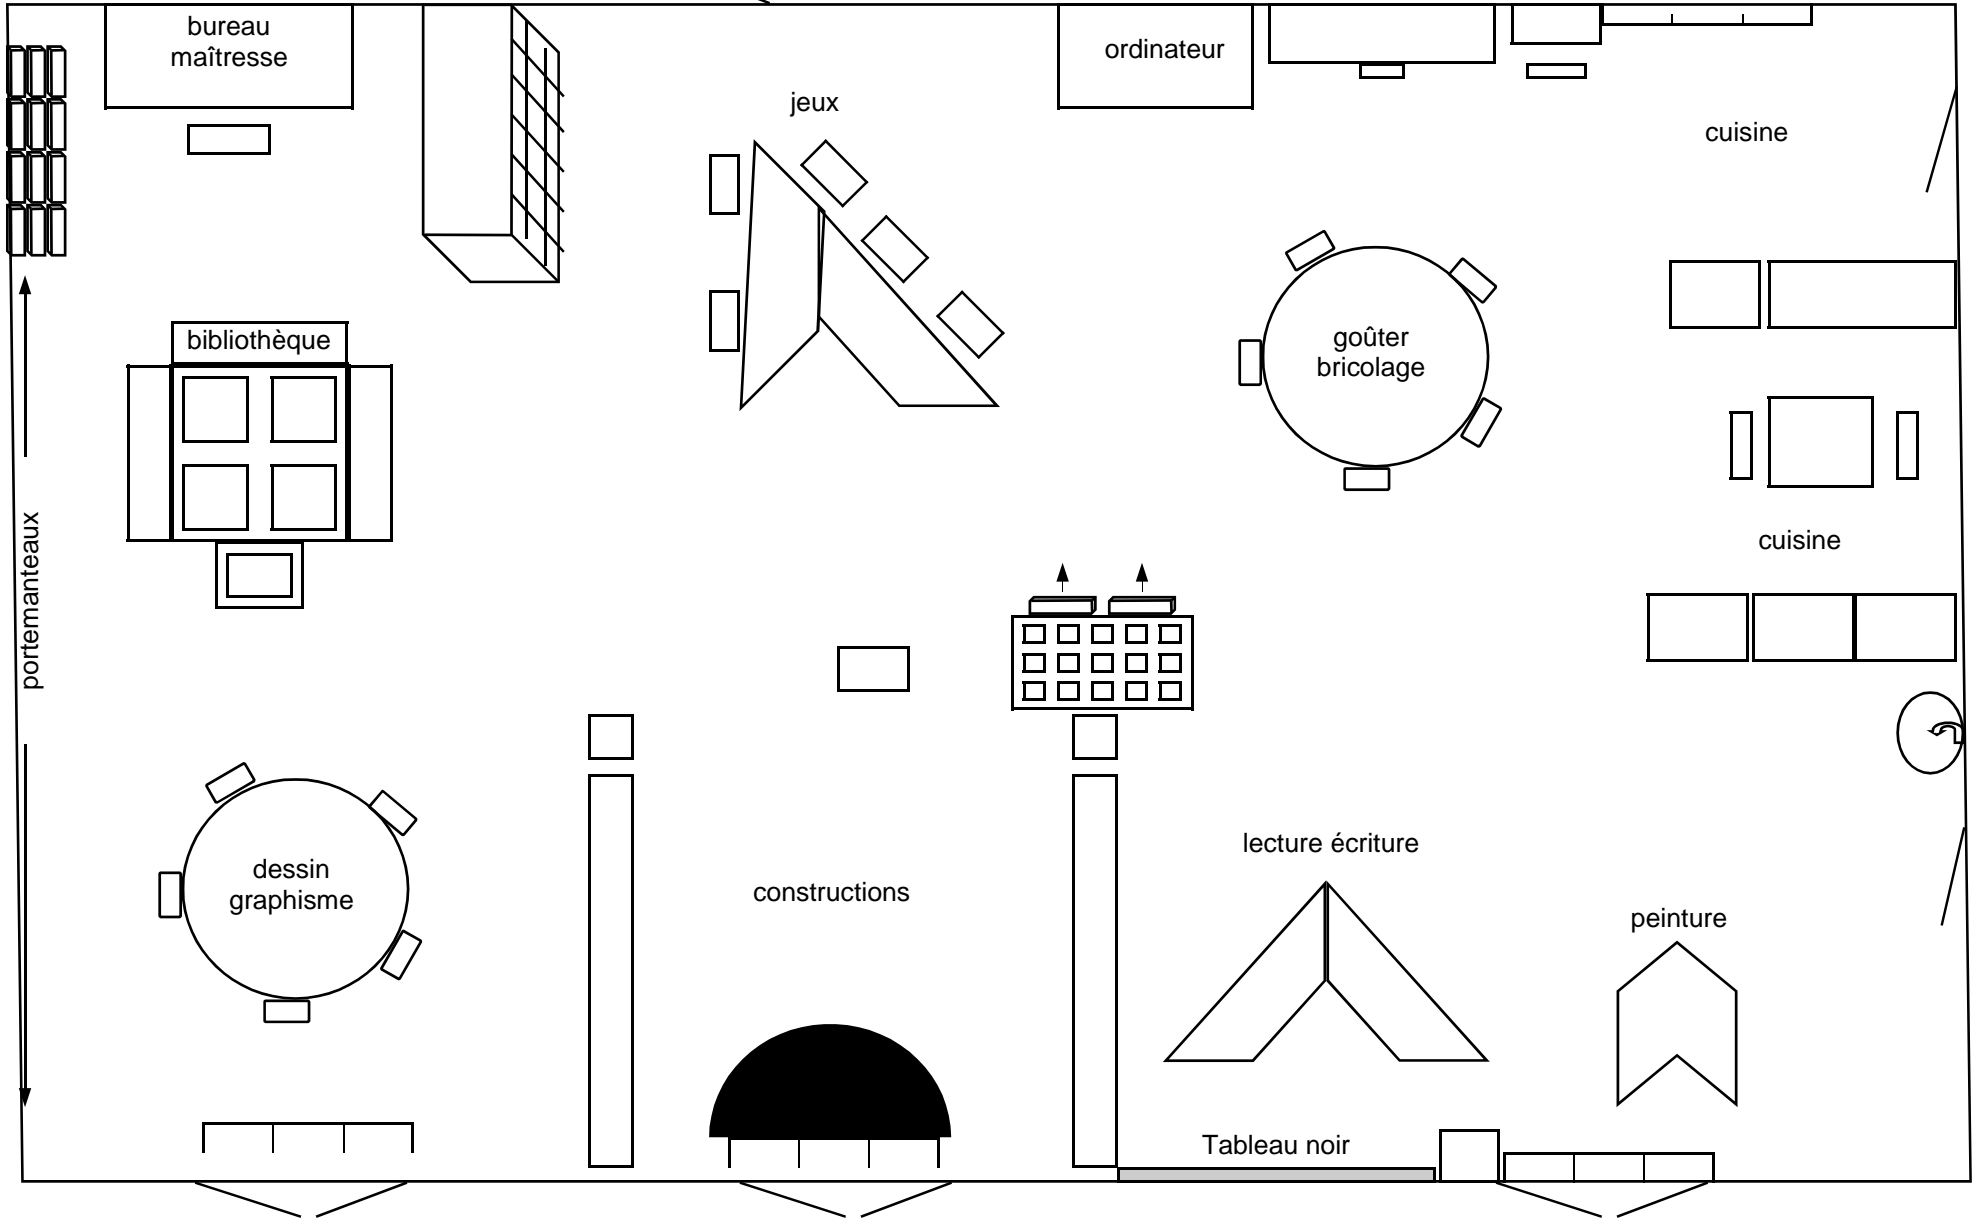 bureau
maîtresse
ordinateur
jeux
cuisine
bibliothèque
goûter
bricolage
portemanteaux
cuisine
dessin
graphisme
constructions
lecture écriture
peinture
Tableau noir